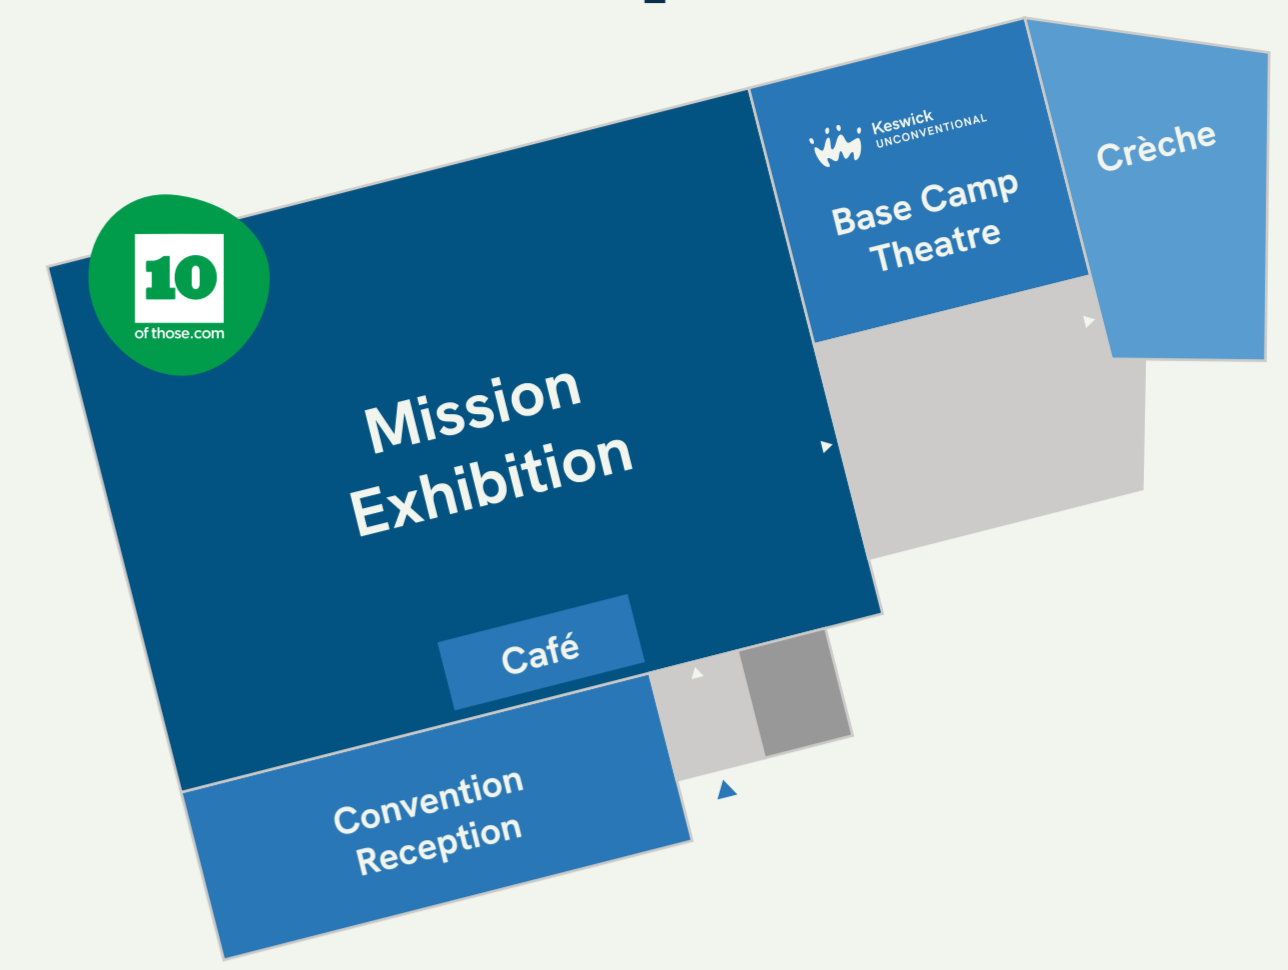 Keswick
UNCONVENTIONAL
Base Camp
Theatre
Crèche
10
of those.com
Mission
Exhibition
Café
Convention
Reception